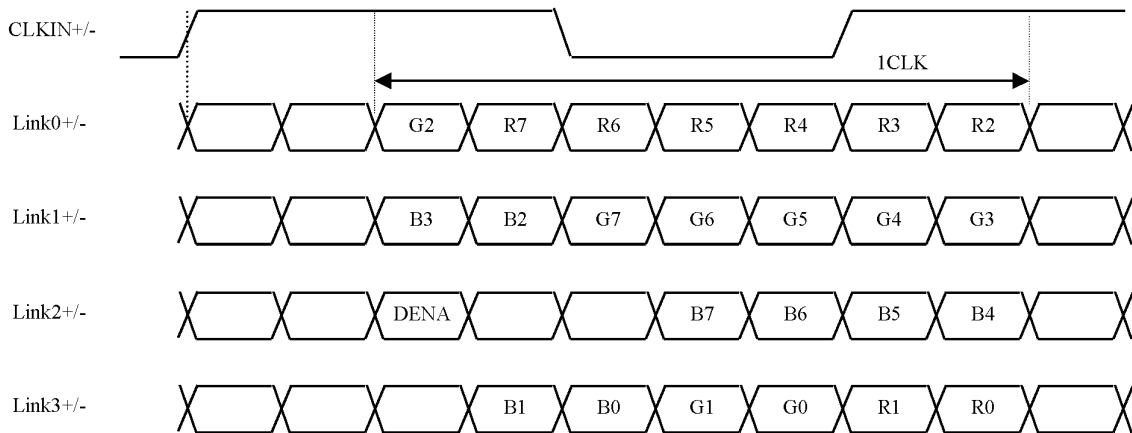 CLKIN+/-
1CLK
Link0+/- G2 R7 R6 R5 R4 R3 R2
Link1+/- B3 B2 G7 G6 G5 G4 G3
Link2+/- DENA B7 B6 B5 B4
Link3+/- B1 B0 G1 G0 R1 R0